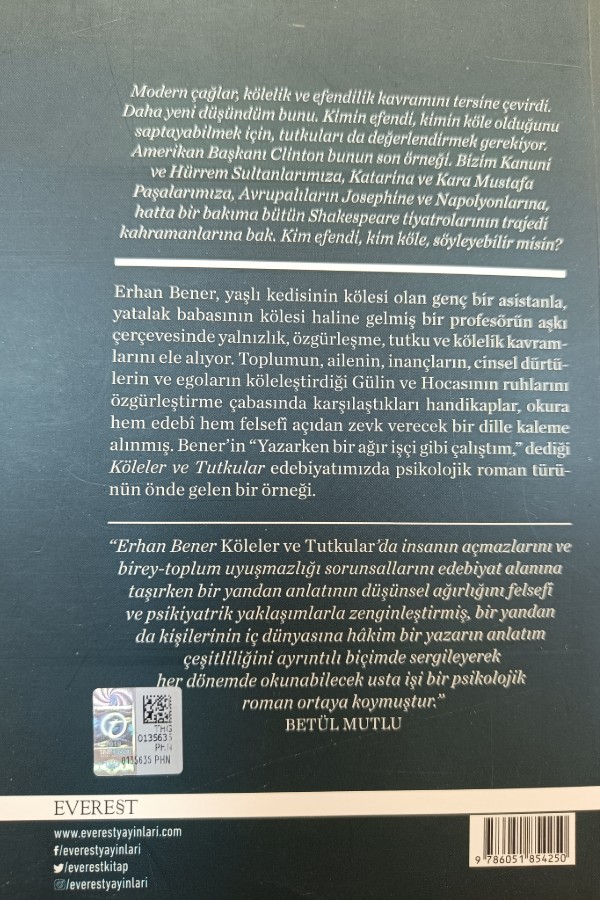 Modern çağlar, kölelik ve efendilik kavramını tersine çevirdi.
Daha yeni düşündüm bunu. Kimin efendi, kimin köle olduğunu
saptayabilmek için, tutkuları da değerlendirmek gerekiyor.
Amerikan Başkanı Clinton bunun son örneği. Bizim Kanunî
ve Hürrem Sultanlarımıza, Katarina ve Kara Mustafa
Paşalarımıza, Avrupalıların Josephine ve Napolyonlarına,
hatta bir bakıma bütün Shakespeare tiyatrolarının trajedi
kahramanlarına bak. Kim efendi, kim köle, söyleyebilir misin?
Erhan Bener, yaşlı kedisinin kölesi olan genç bir asistanla,
yatalak babasının kölesi haline gelmiş bir profesörün aşkı
çerçevesinde yalnızlık, özgürleşme, tutku ve kölelik kavram-
larını ele alıyor. Toplumun, ailenin, inançların, cinsel dürtü-
lerin ve egoların köleleştirdiği Gülin ve Hocasının ruhlarını
özgürleştirme çabasında karşılaştıkları handikaplar, okura
hem edebî hem felsefî açıdan zevk verecek bir dille kaleme
alınmış. Bener'in “Yazarken bir ağır işçi gibi çalıştım,” dediği
Köleler ve Tutkular edebiyatımızda psikolojik roman türü-
nün önde gelen bir örneği.
“Erhan Bener Köleler ve Tutkular'da insanın açmazlarını ve
birey-toplum uyuşmazlığı sorunsallarını edebiyat alanına
taşırken bir yandan anlatının düşünsel ağırlığını felsefî
ve psikiyatrik yaklaşımlarla zenginleştirmiş, bir yandan
da kişilerinin iç dünyasına hâkim bir yazarın anlatım
çeşitliliğini ayrıntılı biçimde sergileyerek
her dönemde okunabilecek usta işi bir psikolojik
roman ortaya koymuştur.”
BETÜL MUTLU
THG
0135635
PHN
0135635 PHN
EVEREST
www.everestyayinlari.com
f/everestyayinlari
/everestkitap
/everestyayinlari
9 786051 854250